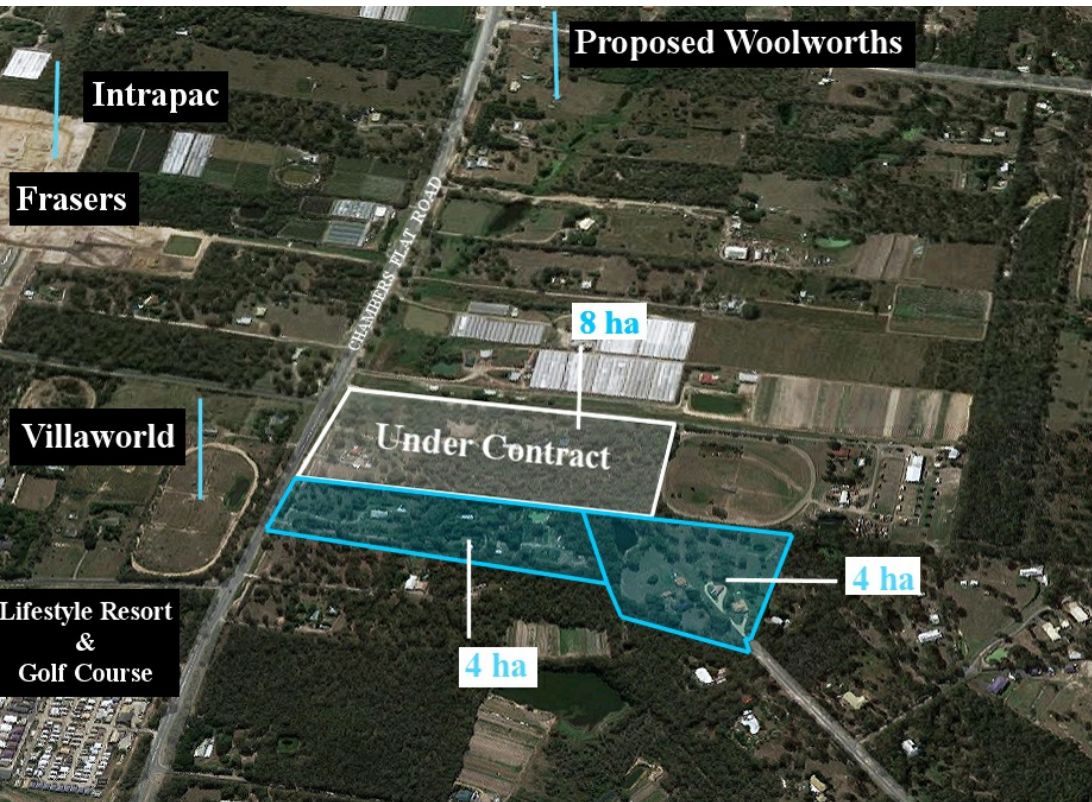 Proposed Woolworths
Intrapac
Frasers
CHAMBERS FLAT ROAD
8 ha
Villaworld
Under Contract
4 ha
Lifestyle Resort
&
Golf Course
4 ha